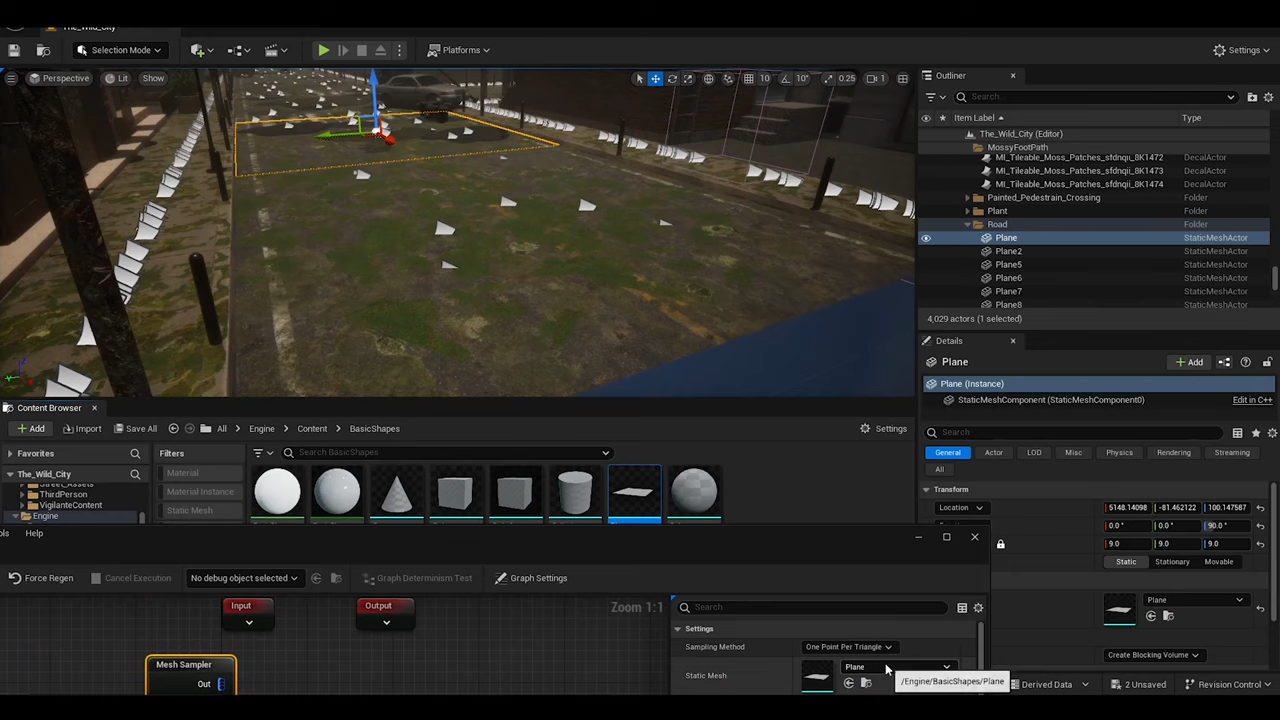 The_Wild_City
Selection Mode
Platforms
Settings
Perspective
Lit
Show
10
10°
0.25
1
Outliner
Search...
Item Label
Type
The_Wild_City (Editor)
MossyFootPath
Folder
MI_Tileable_Moss_Patches_sfdnqii_8K1472
DecalActor
MI_Tileable_Moss_Patches_sfdnqii_8K1473
DecalActor
MI_Tileable_Moss_Patches_sfdnqii_8K1474
DecalActor
Painted_Pedestrain_Crossing
Folder
Plant
Folder
Road
Folder
Plane
StaticMeshActor
Plane2
StaticMeshActor
Plane5
StaticMeshActor
Plane6
StaticMeshActor
Plane7
StaticMeshActor
Plane8
StaticMeshActor
4,029 actors (1 selected)
Details
Plane
Add
Plane (Instance)
StaticMeshComponent (StaticMeshComponent0)
Edit in C++
Search
General
Actor
LOD
Misc
Physics
Rendering
Streaming
All
Transform
Location
5148.14098
-81.462122
100.147587
0.0 °
0.0 °
90.0 °
9.0
9.0
9.0
Static
Stationary
Movable
Plane
Create Blocking Volume
Content Browser
Add
Import
Save All
All
Engine
Content
BasicShapes
Settings
Favorites
Filters
Search BasicShapes
The_Wild_City
Material
ThirdPerson
Material Instance
VigilanteContent
Static Mesh
Engine
Help
Force Regen
Cancel Execution
No debug object selected
Graph Determinism Test
Graph Settings
Input
Output
Zoom 1:1
Mesh Sampler
Out
Search
Settings
Sampling Method
One Point Per Triangle
Static Mesh
Plane
/Engine/BasicShapes/Plane
Derived Data
2 Unsaved
Revision Control